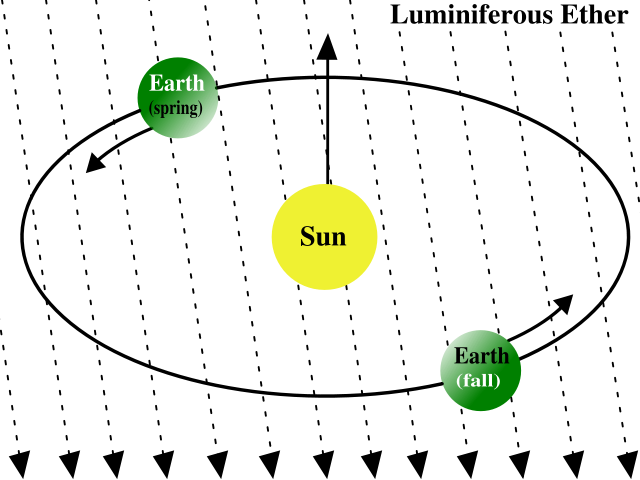 Luminiferous Ether
Earth
(spring)
Sun
Earth
(fall)